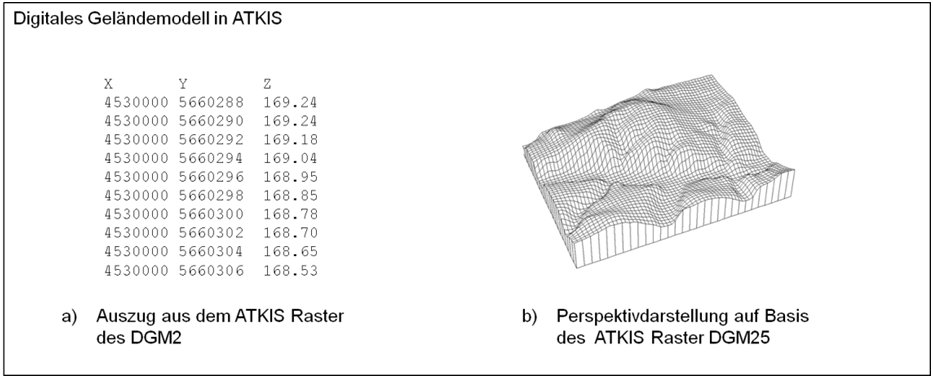 Digitales Geländemodell in ATKIS
X Y Z
4530000 5660288 169.24
4530000 5660290 169.24
4530000 5660292 169.18
4530000 5660294 169.04
4530000 5660296 168.95
4530000 5660298 168.85
4530000 5660300 168.78
4530000 5660302 168.70
4530000 5660304 168.65
4530000 5660306 168.53
a) Auszug aus dem ATKIS Raster
des DGM2
b) Perspektivdarstellung auf Basis
des ATKIS Raster DGM25